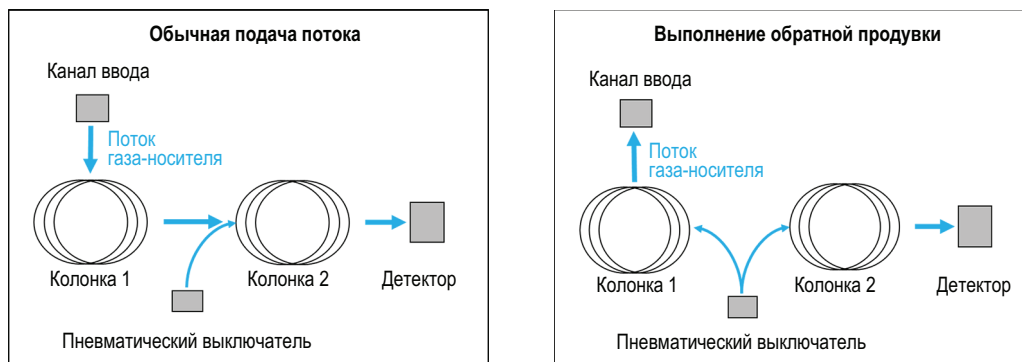 Обычная подача потока
Канал ввода
Поток
газа-носителя
Колонка 1
Колонка 2
Детектор
Пневматический выключатель
Выполнение обратной продувки
Канал ввода
Поток
газа-носителя
Колонка 1
Колонка 2
Детектор
Пневматический выключатель